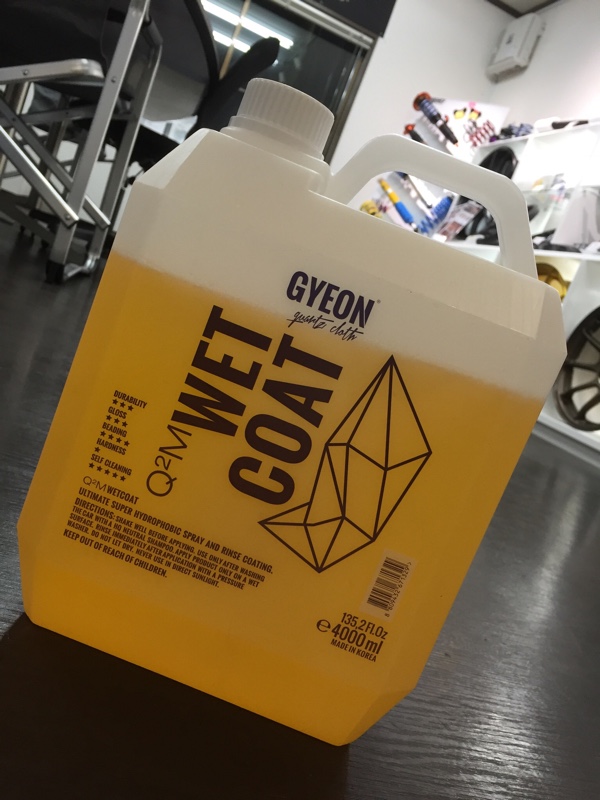 GYEON®
quartz cloth
WET
COAT
Q²M
DURABILITY
★★★
GLOSS
★★★
BEADING
★★★★
HARDNESS
★
SELF CLEANING
★★★★★
Q²M WETCOAT
ULTIMATE SUPER HYDROPHOBIC SPRAY AND RINSE COATING.
DIRECTIONS: SHAKE WELL BEFORE APPLYING. USE ONLY AFTER WASHING
THE CAR WITH A PH NEUTRAL SHAMPOO. APPLY PRODUCT ONLY ON A WET
SURFACE. RINSE IMMEDIATELY AFTER APPLICATION WITH A PRESSURE
WASHER. DO NOT LET DRY. NEVER USE IN DIRECT SUNLIGHT.
KEEP OUT OF REACH OF CHILDREN.
135,2 Fl.Oz
℮4000 ml
MADE IN KOREA